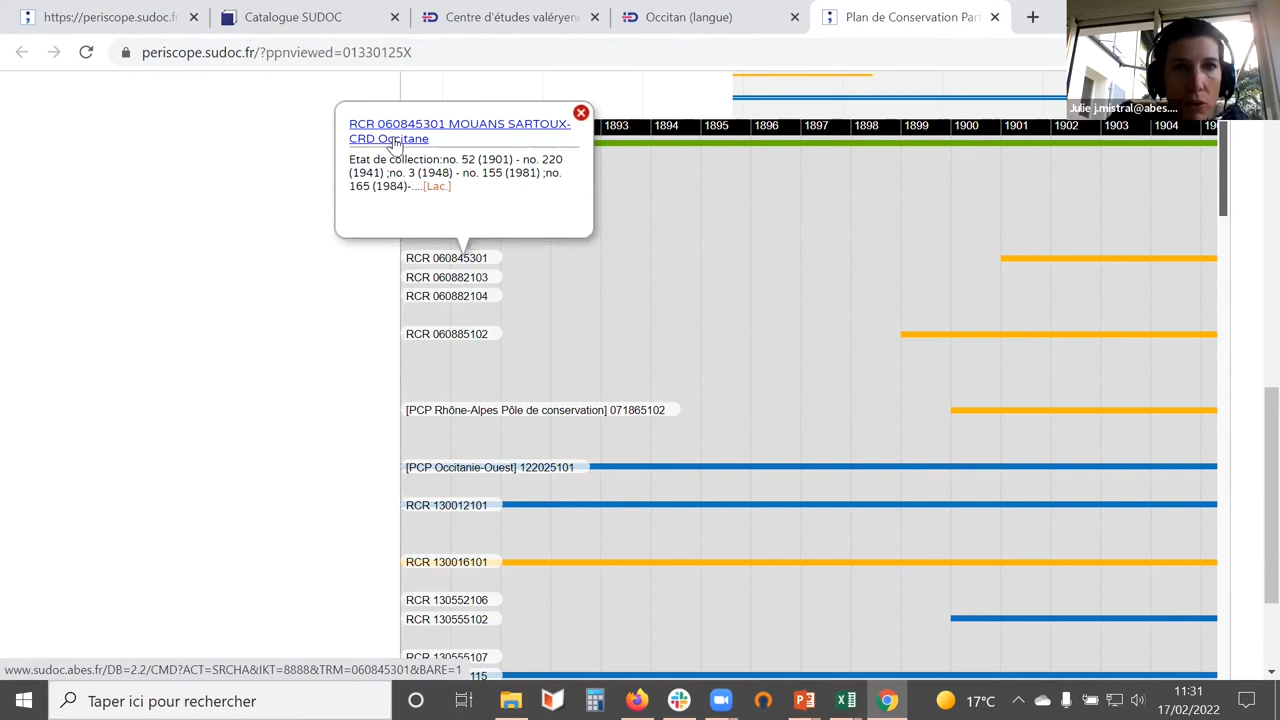 https://periscope.sudoc.fr/
Catalogue SUDOC
Centre d'études valéryenn
Occitan (langue)
Plan de Conservation Part
periscope.sudoc.fr/?ppnviewed=01330125X
Julie j.mistral@abes....
RCR 060845301 MOUANS SARTOUX-
CRD Occitane
Etat de collection:no. 52 (1901) - no. 220
(1941) ;no. 3 (1948) - no. 155 (1981) ;no.
165 (1984)-....[Lac.]
1893 1894 1895 1896 1897 1898 1899 1900 1901 1902 1903 1904 19
RCR 060845301
RCR 060882103
RCR 060882104
RCR 060885102
[PCP Rhône-Alpes Pôle de conservation] 071865102
[PCP Occitanie-Ouest] 122025101
RCR 130012101
RCR 130016101
RCR 130552106
RCR 130555102
RCR 130555107
115
www.sudoc.abes.fr/DB=2.2/CMD?ACT=SRCHA&IKT=8888&TRM=060845301&BARE=1
Taper ici pour rechercher
17°C
11:31
17/02/2022